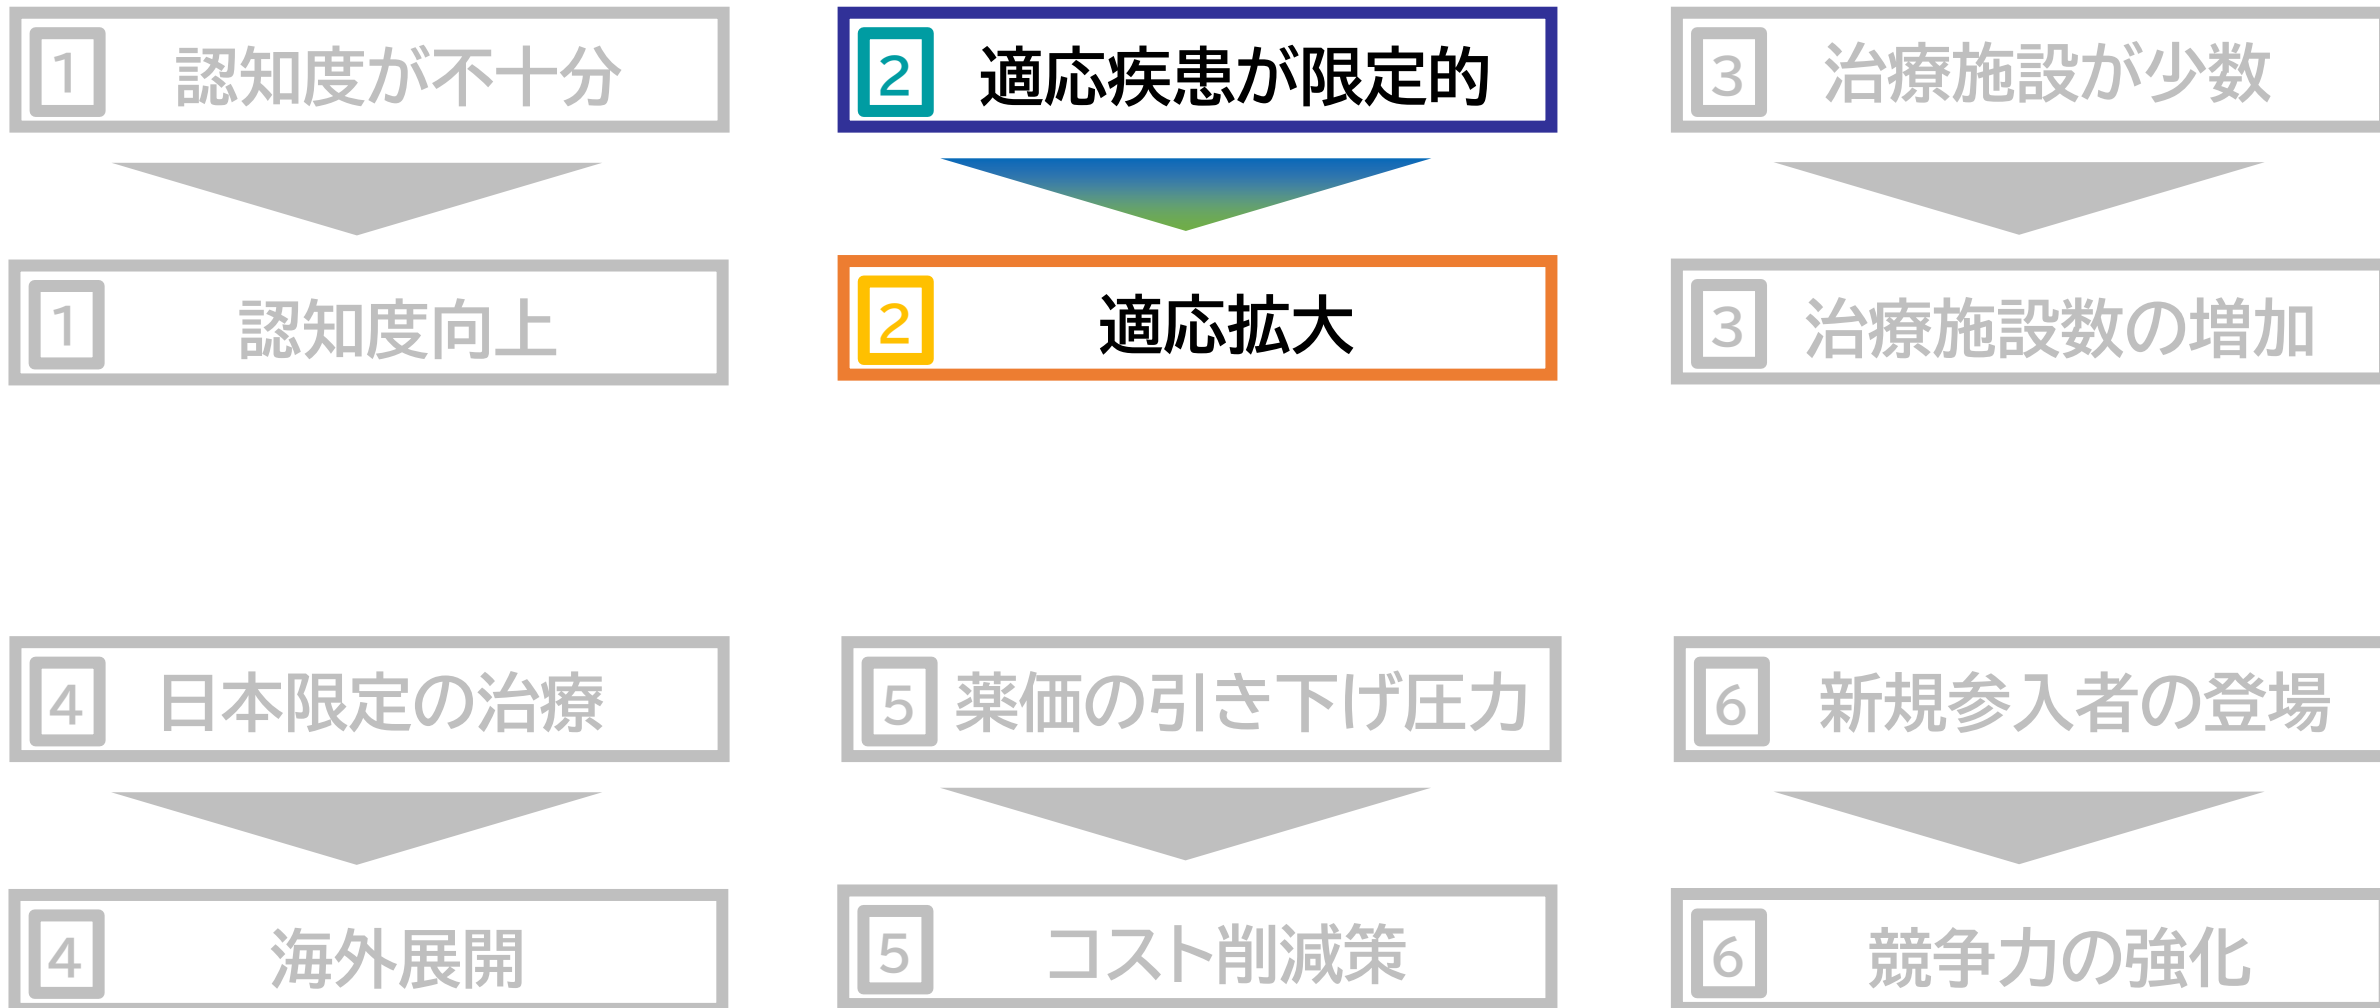 1 認知度が不十分
2 適応疾患が限定的
3 治療施設が少数
1 認知度向上
2 適応拡大
3 治療施設数の増加
4 日本限定の治療
5 薬価の引き下げ圧力
6 新規参入者の登場
4 海外展開
5 コスト削減策
6 競争力の強化